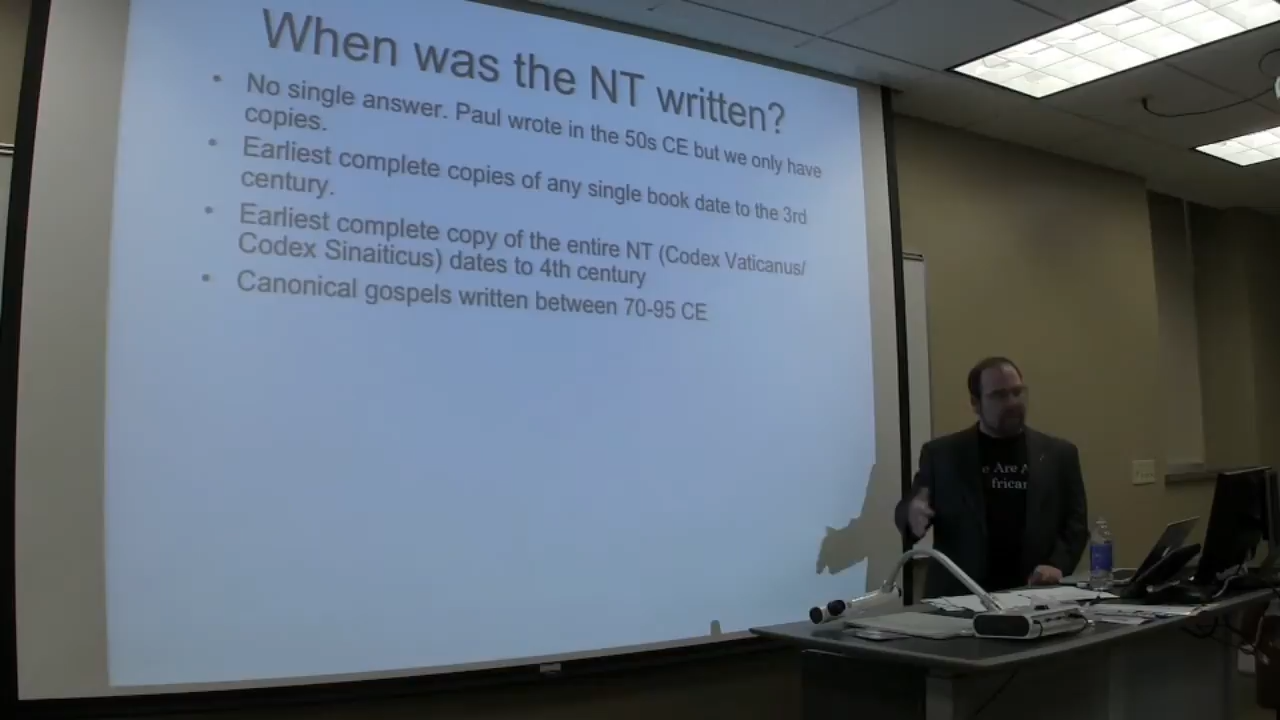 When was the NT written?
• No single answer. Paul wrote in the 50s CE but we only have
copies.
• Earliest complete copies of any single book date to the 3rd
century.
• Earliest complete copy of the entire NT (Codex Vaticanus/
Codex Sinaiticus) dates to 4th century
• Canonical gospels written between 70-95 CE
e Are A
frican